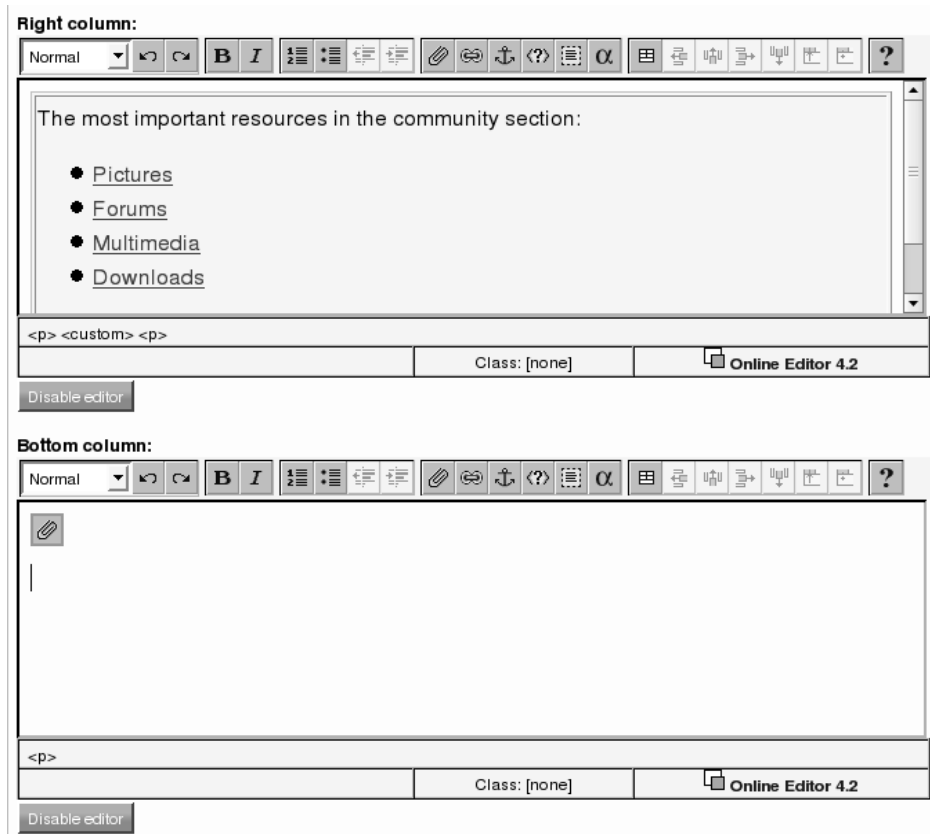 Right column:
Normal B I <?> α ?
The most important resources in the community section:
Pictures
Forums
Multimedia
Downloads
<p> <custom> <p>
Class: [none] Online Editor 4.2
Disable editor
Bottom column:
Normal B I <?> α ?
<p>
Class: [none] Online Editor 4.2
Disable editor